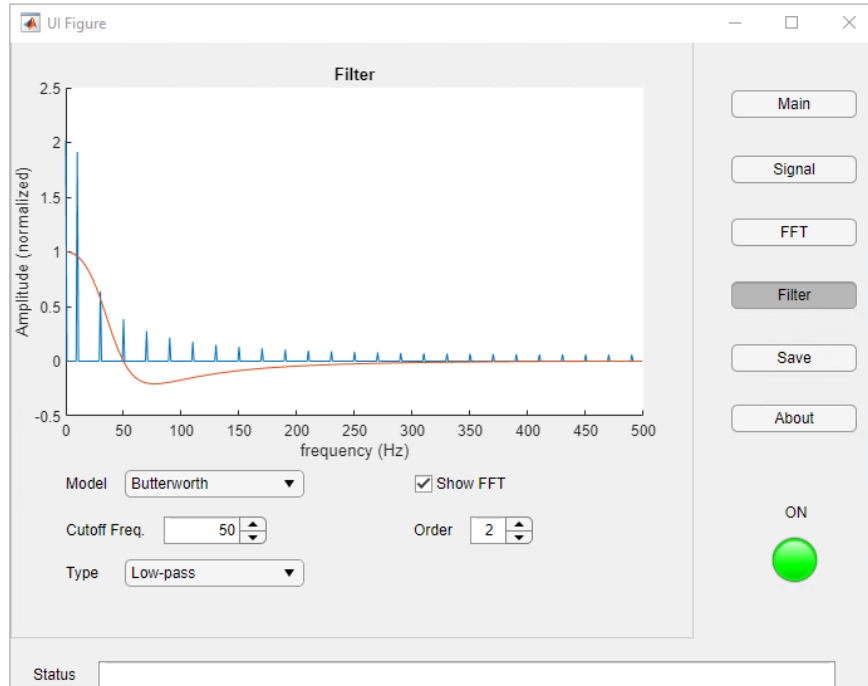 UI Figure
Filter
2.5
2
1.5
1
0.5
0
-0.5
Amplitude (normalized)
0 50 100 150 200 250 300 350 400 450 500
frequency (Hz)
Model Butterworth
Show FFT
Cutoff Freq. 50
Order 2
Type Low-pass
Main
Signal
FFT
Filter
Save
About
ON
Status